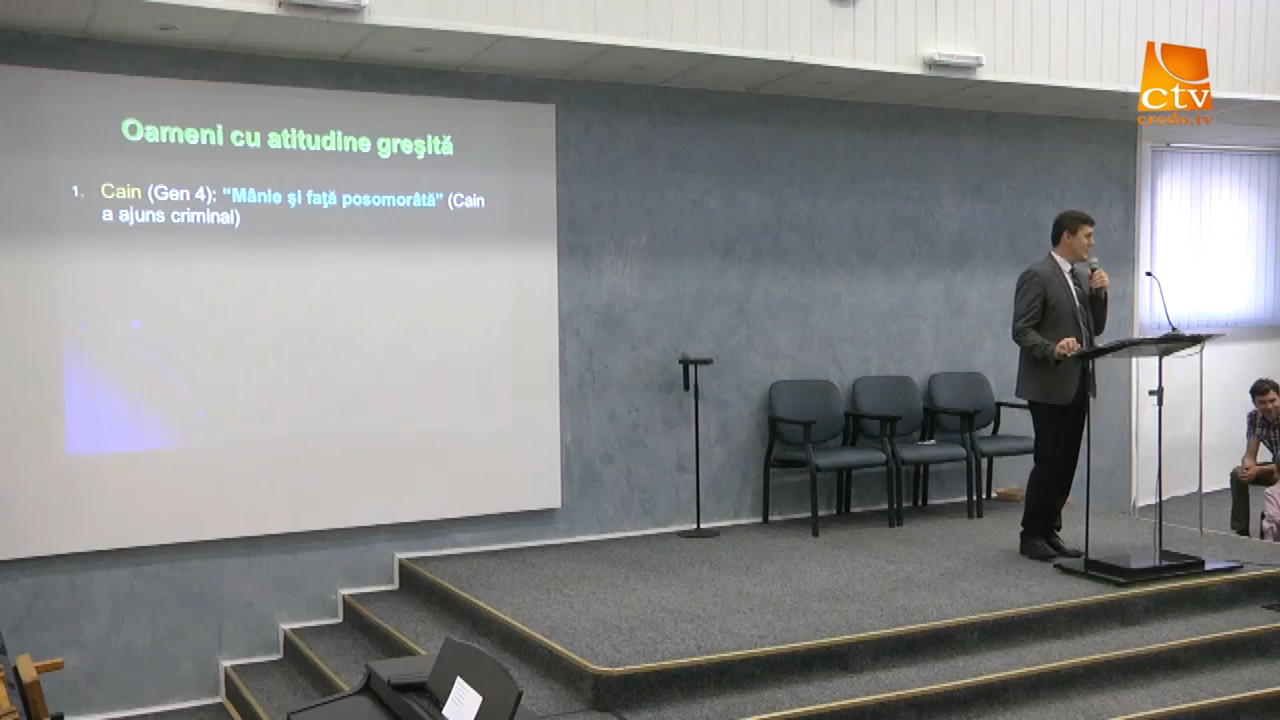 Oameni cu atitudine greşită
1. Cain (Gen 4): “Mânie şi faţă posomorâtă” (Cain
a ajuns criminal)
ctv
credo.tv